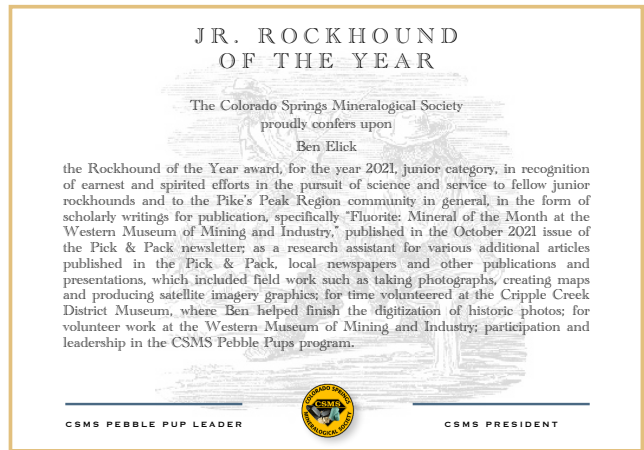 JR. ROCKHOUND
OF THE YEAR
The Colorado Springs Mineralogical Society
proudly confers upon
Ben Elick
the Rockhound of the Year award, for the year 2021, junior category, in recognition
of earnest and spirited efforts in the pursuit of science and service to fellow junior
rockhounds and to the Pike's Peak Region community in general, in the form of
scholarly writings for publication, specifically "Fluorite: Mineral of the Month at the
Western Museum of Mining and Industry," published in the October 2021 issue of
the Pick & Pack newsletter; as a research assistant for various additional articles
published in the Pick & Pack, local newspapers and other publications and
presentations, which included field work such as taking photographs, creating maps
and producing satellite imagery graphics; for time volunteered at the Cripple Creek
District Museum, where Ben helped finish the digitization of historic photos; for
volunteer work at the Western Museum of Mining and Industry; participation and
leadership in the CSMS Pebble Pups program.
COLORADO SPRINGS
CSMS
MINERALOGICAL SOCIETY
CSMS PEBBLE PUP LEADER
CSMS PRESIDENT